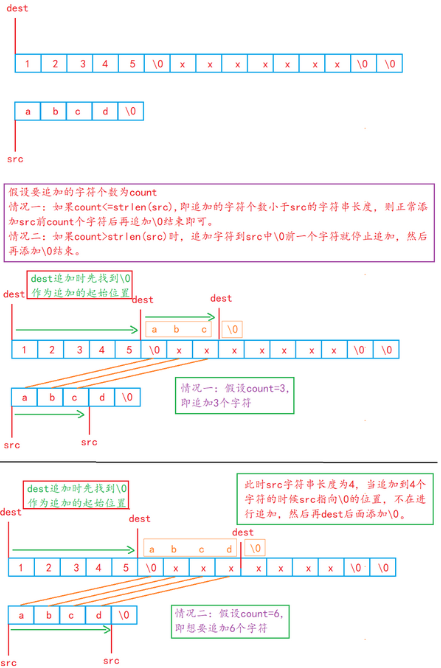 dest
1 2 3 4 5 \0 x x x x x x x \0 \0
a b c d \0
src
假设要追加的字符个数为count
情况一：如果count<=strlen(src),即追加的字符个数小于src的字符串长度，则正常添
加src前count个字符后再追加\0结束即可。
情况二：如果count>strlen(src)时，追加字符到src中\0前一个字符就停止追加，然后
再添加\0结束。
dest追加时先找到\0
作为追加的起始位置
dest dest dest
a b c \0
1 2 3 4 5 \0 x x x x x x x \0 \0
a b c d \0
src src
情况一：假设count=3,
即追加3个字符
dest追加时先找到\0
作为追加的起始位置
此时src字符串长度为4，当追加到4个
字符的时候src指向\0的位置，不在进
行追加，然后再dest后面添加\0。
dest dest dest
a b c d \0
1 2 3 4 5 \0 x x x x x x x \0 \0
a b c d \0
src src
情况二：假设count=6,
即想要追加6个字符